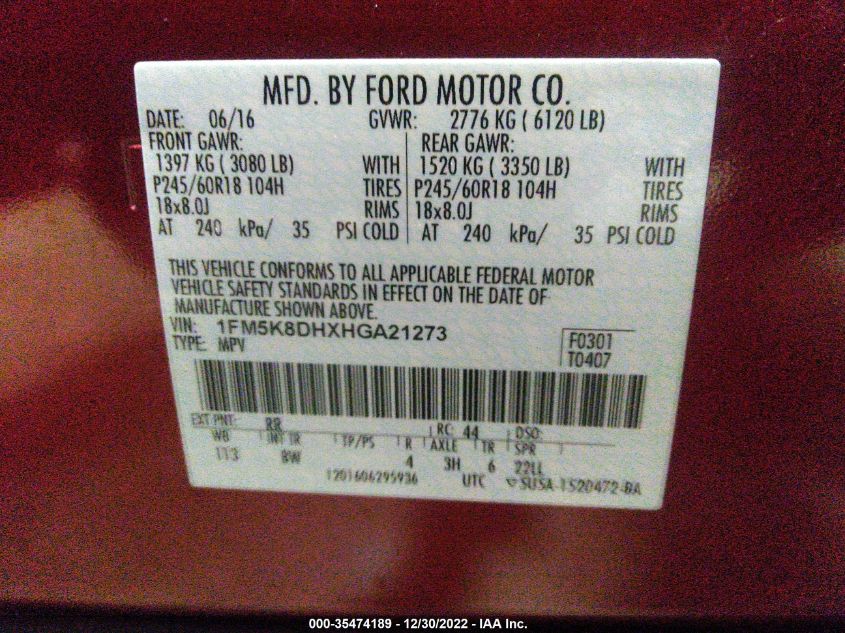 MFD. BY FORD MOTOR CO.
DATE: 06/16 GVWR: 2776 KG ( 6120 LB)
FRONT GAWR: REAR GAWR:
1397 KG ( 3080 LB) WITH 1520 KG ( 3350 LB) WITH
P245/60R18 104H TIRES P245/60R18 104H TIRES
18x8.0J RIMS 18x8.0J RIMS
AT 240 kPa/ 35 PSI COLD AT 240 kPa/ 35 PSI COLD
THIS VEHICLE CONFORMS TO ALL APPLICABLE FEDERAL MOTOR
VEHICLE SAFETY STANDARDS IN EFFECT ON THE DATE OF
MANUFACTURE SHOWN ABOVE.
VIN: 1FM5K8DHXHGA21273 F0301
TYPE: MPV T0407
EXT PNT: RR RC: 44 DSO:
WB INT TR TP/PS R AXLE TR SPR
113 BW 4 3H 6 22LL
1201606295936 UTC SUSA-1520472-BA
000-35474189 - 12/30/2022 - IAA Inc.